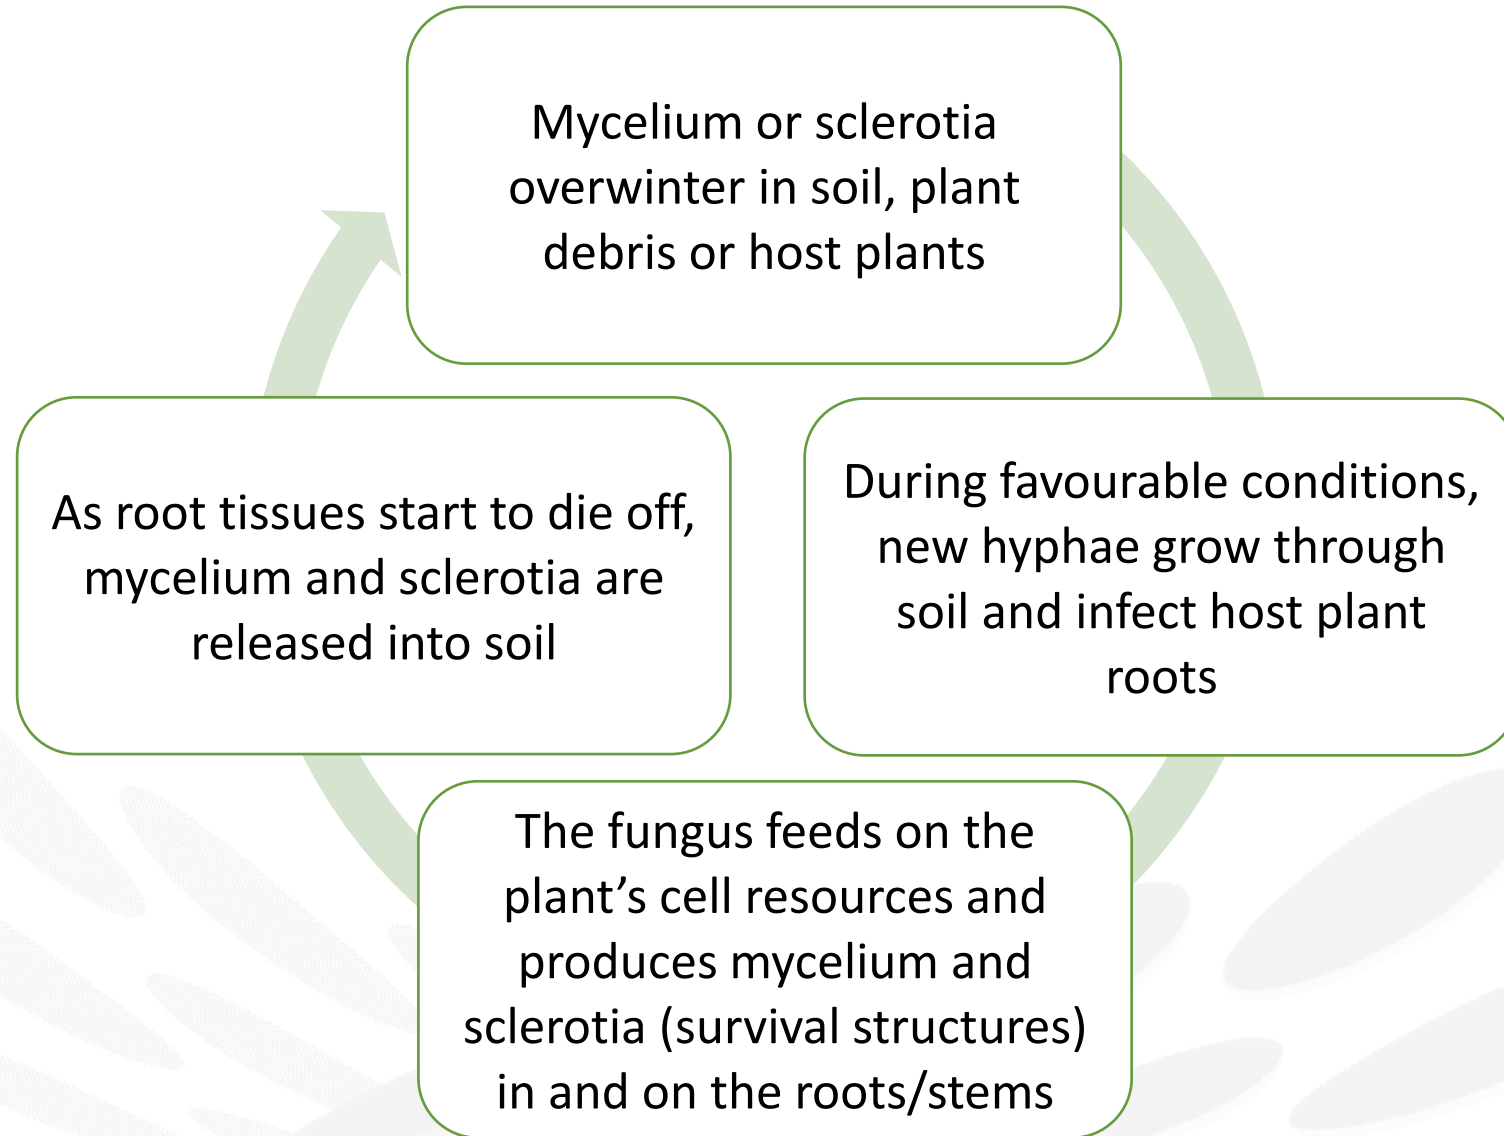 Mycelium or sclerotia
overwinter in soil, plant
debris or host plants
During favourable conditions,
new hyphae grow through
soil and infect host plant
roots
The fungus feeds on the
plant’s cell resources and
produces mycelium and
sclerotia (survival structures)
in and on the roots/stems
As root tissues start to die off,
mycelium and sclerotia are
released into soil